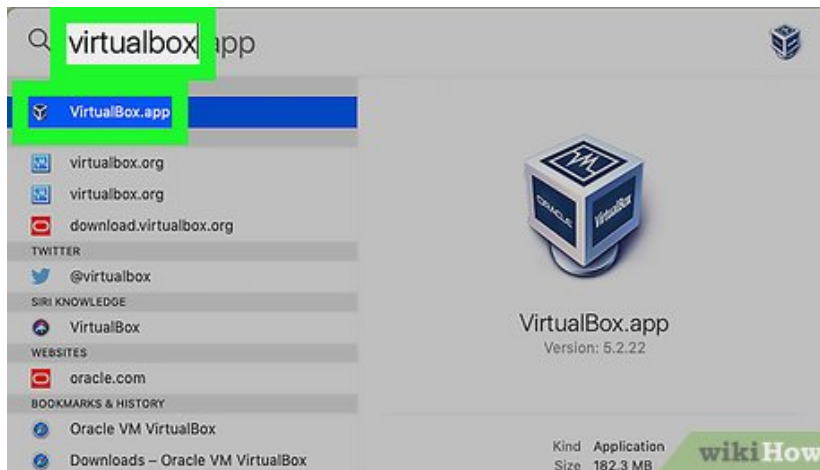 virtualbox app
VirtualBox.app
virtualbox.org
virtualbox.org
download.virtualbox.org
TWITTER
@virtualbox
SIRI KNOWLEDGE
VirtualBox
WEBSITES
oracle.com
BOOKMARKS & HISTORY
Oracle VM VirtualBox
Downloads – Oracle VM VirtualBox
VM
ORACLE
VirtualBox
VirtualBox.app
Version: 5.2.22
Kind Application
Size 182.3 MB
wikiHow